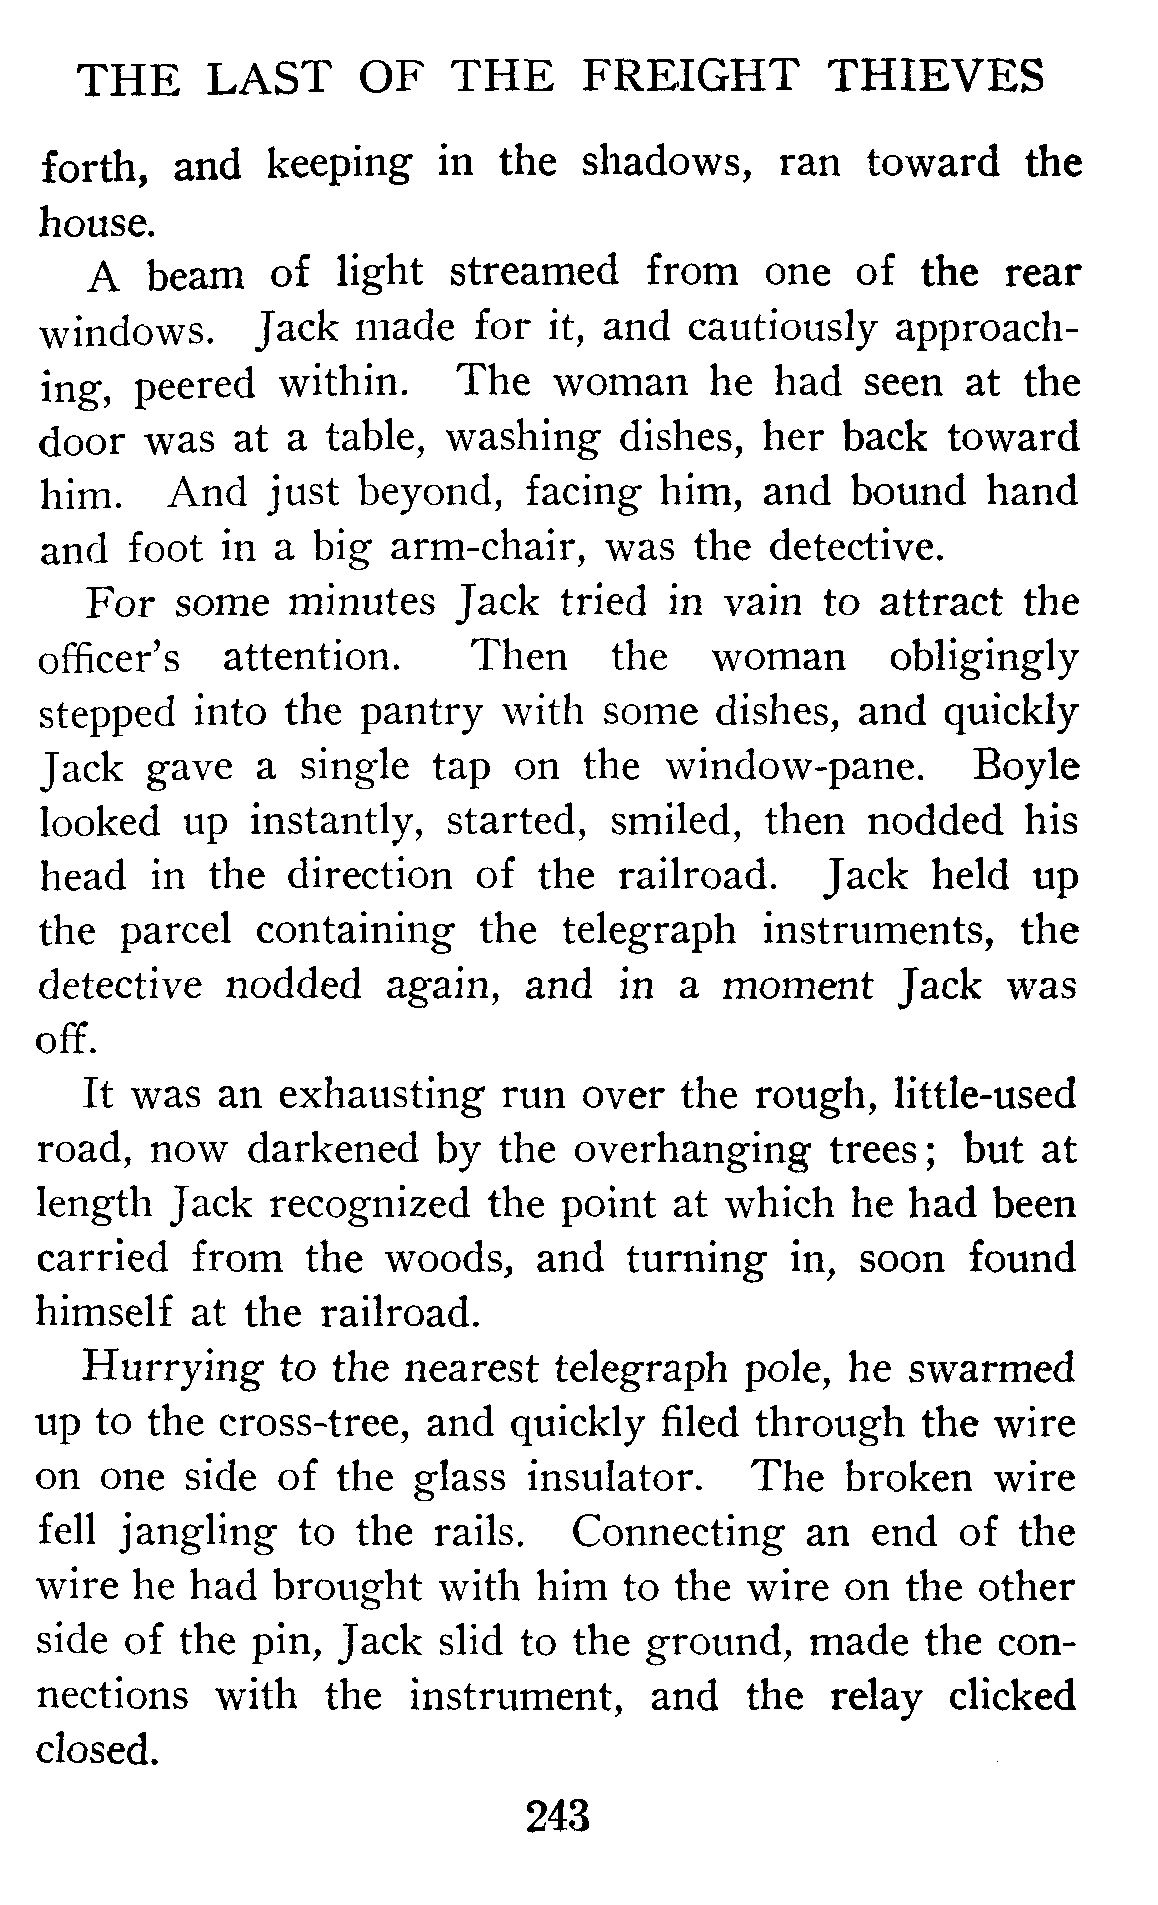 THE LAST OF THE FREIGHT THIEVES
forth, and keeping in the shadows, ran toward the
house.
A beam of light streamed from one of the rear
windows. Jack made for it, and cautiously approach-
ing, peered within. The woman he had seen at the
door was at a table, washing dishes, her back toward
him. And just beyond, facing him, and bound hand
and foot in a big arm-chair, was the detective.
For some minutes Jack tried in vain to attract the
officer's attention. Then the woman obligingly
stepped into the pantry with some dishes, and quickly
Jack gave a single tap on the window-pane. Boyle
looked up instantly, started, smiled, then nodded his
head in the direction of the railroad. Jack held up
the parcel containing the telegraph instruments, the
detective nodded again, and in a moment Jack was
off.
It was an exhausting run over the rough, little-used
road, now darkened by the overhanging trees; but at
length Jack recognized the point at which he had been
carried from the woods, and turning in, soon found
himself at the railroad.
Hurrying to the nearest telegraph pole, he swarmed
up to the cross-tree, and quickly filed through the wire
on one side of the glass insulator. The broken wire
fell jangling to the rails. Connecting an end of the
wire he had brought with him to the wire on the other
side of the pin, Jack slid to the ground, made the con-
nections with the instrument, and the relay clicked
closed.
243